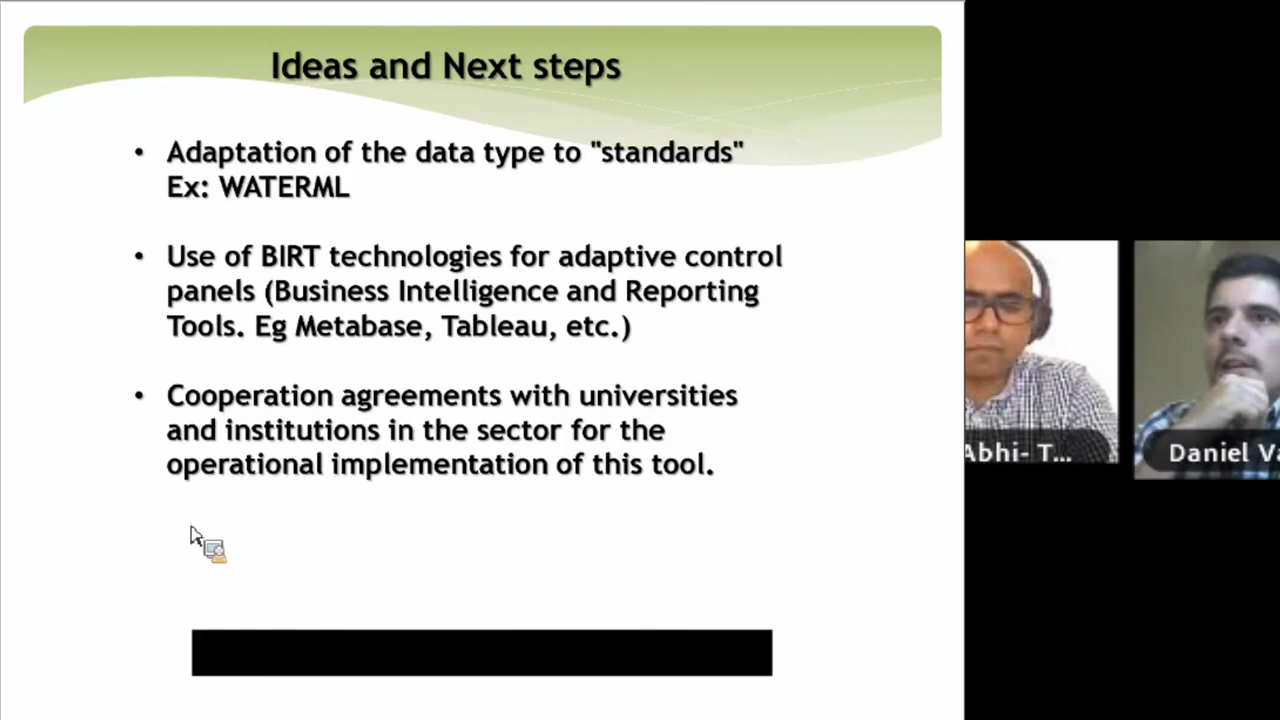 Ideas and Next steps
• Adaptation of the data type to "standards"
Ex: WATERML
• Use of BIRT technologies for adaptive control
panels (Business Intelligence and Reporting
Tools. Eg Metabase, Tableau, etc.)
• Cooperation agreements with universities
and institutions in the sector for the
operational implementation of this tool.
Abhi- T...
Daniel Va